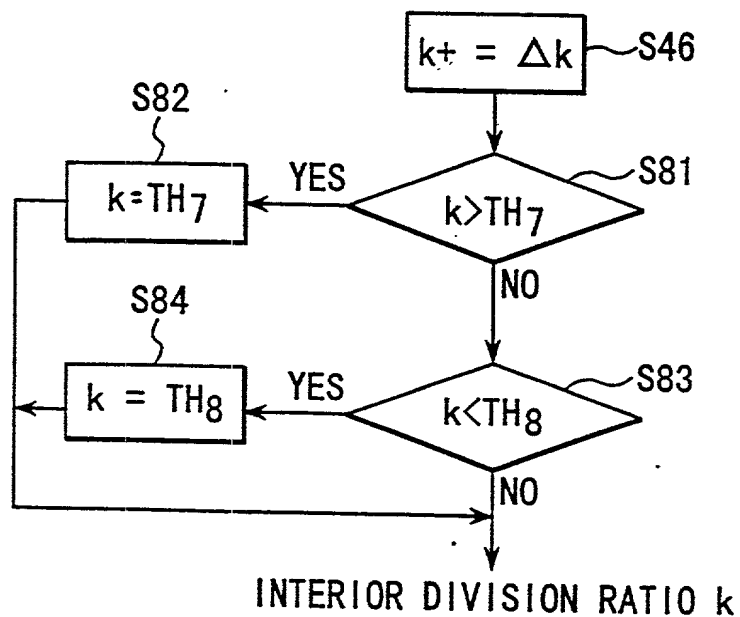 k+ = Δk
S46
S82
k=TH7
YES
S81
k>TH7
NO
S84
k = TH8
YES
S83
k<TH8
NO
INTERIOR DIVISION RATIO k